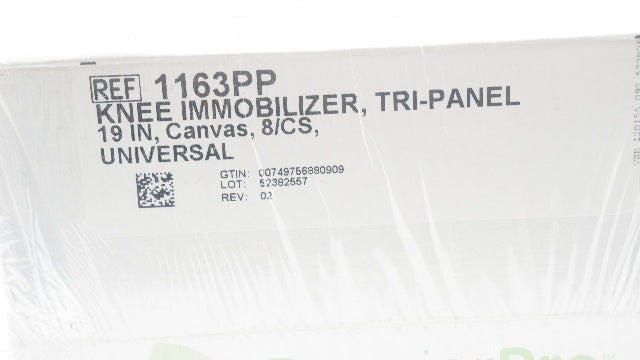 REF 1163PP
KNEE IMMOBILIZER, TRI-PANEL
19 IN, Canvas, 8/CS,
UNIVERSAL
GTIN: 00749756880909
LOT: 52382557
REV: 02